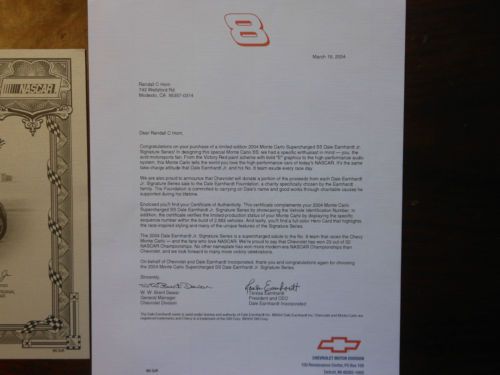 NASCAR
8
March 19, 2004
Randall C Horn
Modesto, CA
Dear Randall C Horn,
Congratulations on your purchase of a limited edition 2004 Monte Carlo Supercharged SS Dale Earnhardt Jr.
Signature Series! In designing this special Monte Carlo SS, we had a specific enthusiast in mind — you, the
avid motorsports fan. From the Victory Red paint scheme with bold "8" graphics to the high performance audio
system, this Monte Carlo tells the world you love the high performance cars of today's NASCAR. It's the same
take-charge attitude that Dale Earnhardt Jr. and his No. 8 team exude every race day.
We are also proud to announce that Chevrolet will donate a portion of the proceeds from each Dale Earnhardt
Jr. Signature Series sale to the Dale Earnhardt Foundation, a charity specifically chosen by the Earnhardt
family. The Foundation is committed to carrying on Dale's name and good works through charitable causes he
supported during his lifetime.
Enclosed you'll find your Certificate of Authenticity. This certificate complements your 2004 Monte Carlo
Supercharged SS Dale Earnhardt Jr. Signature Series by showcasing the Vehicle Identification Number. In
addition, the certificate verifies the limited production status of your Monte Carlo by displaying the specific
sequence number within the build of vehicles. And lastly, you'll find a full-color Hero Card that highlights
the race-inspired styling and many of the unique features of the Signature Series.
The 2004 Dale Earnhardt Jr. Signature Series is a supercharged salute to the No. 8 team that races the Chevy
Monte Carlo — and the fans who love NASCAR. We're proud to say that Chevrolet has won of
NASCAR Championships. No other nameplate has won more modern-era NASCAR Championships than
Chevrolet, and we look forward to many more victory celebrations.
On behalf of Chevrolet and Dale Earnhardt Incorporated, thank you and congratulations again for choosing
the 2004 Monte Carlo Supercharged SS Dale Earnhardt Jr. Signature Series.
Sincerely,
W. Brent Dewar Teresa Earnhardt
General Manager President and CEO
Chevrolet Division Dale Earnhardt Incorporated
CHEVROLET MOTOR DIVISION
100 Renaissance Center, PO Box 100
Detroit, MI